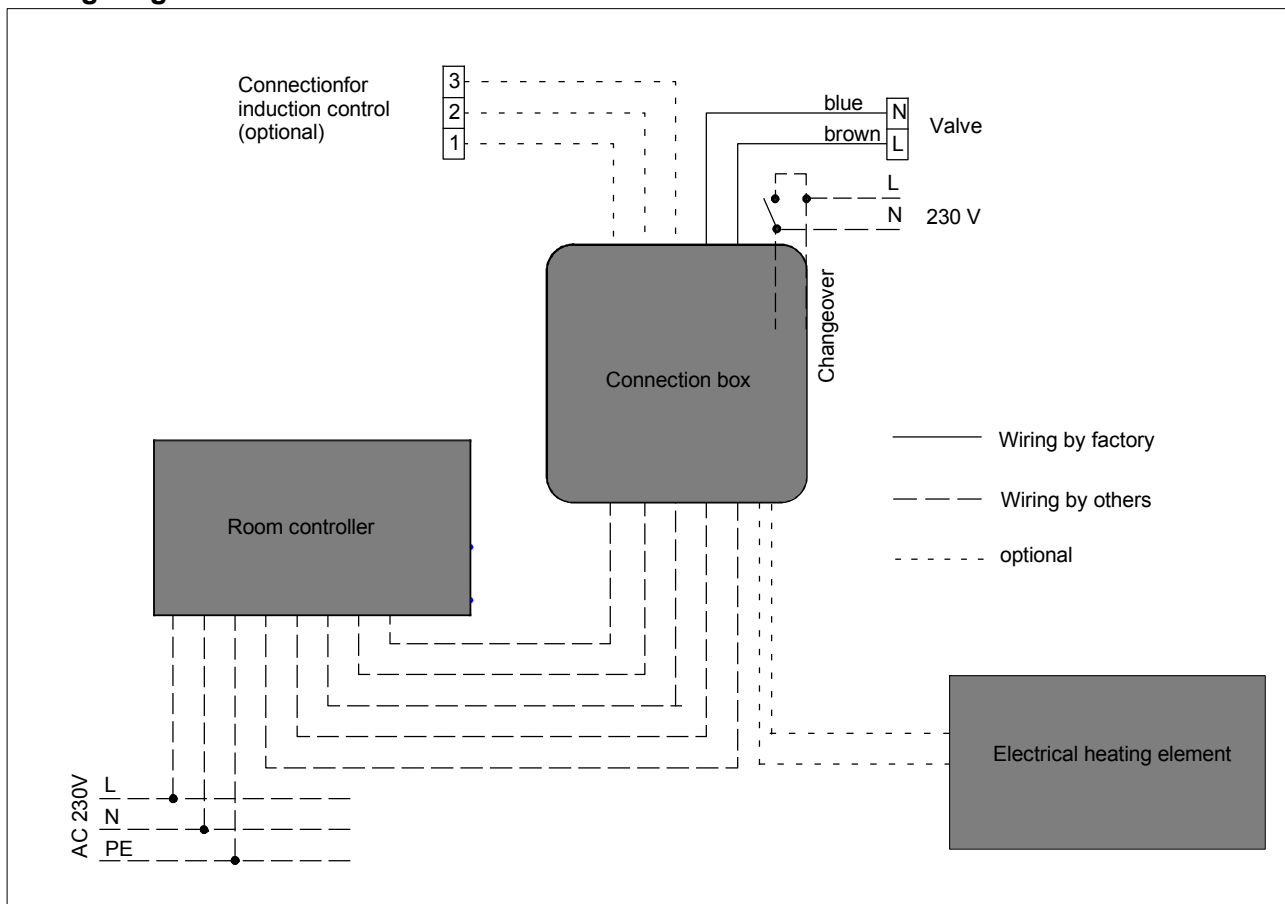 Connectionfor
induction control
(optional)
3
2
1
blue
brown
N
L
Valve
L
N
230 V
Changeover
Connection box
Wiring by factory
Wiring by others
optional
Room controller
Electrical heating element
AC 230V
L
N
PE